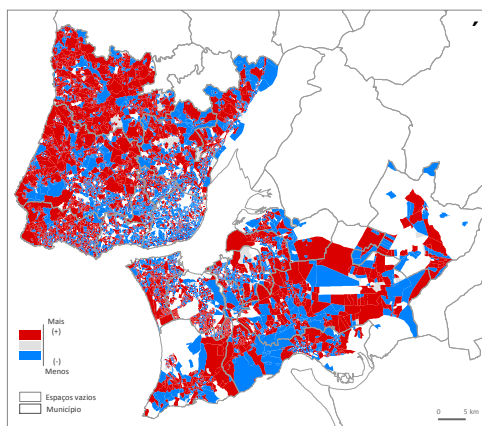 Mais
(+)
(-)
Menos
Espaços vazios
Município
0 5 km